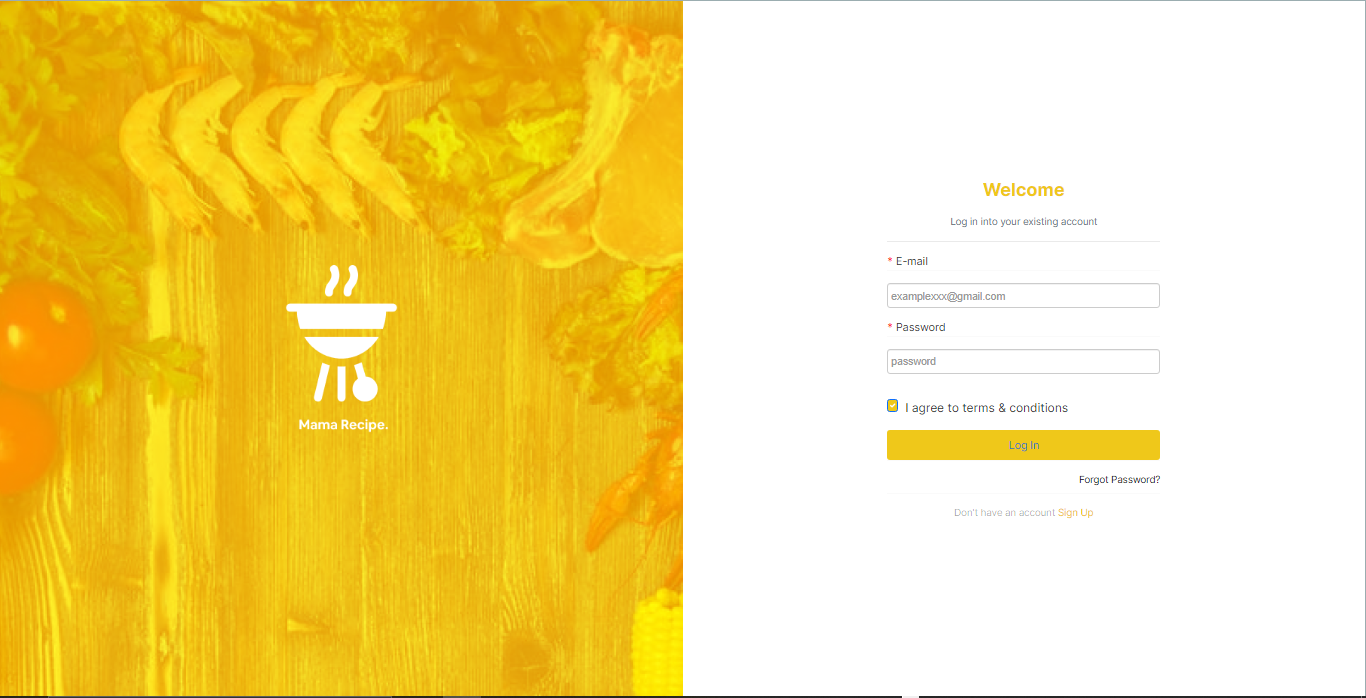 Mama Recipe.
Welcome
Log in into your existing account
* E-mail
examplexxx@gmail.com
* Password
password
I agree to terms & conditions
Log In
Forgot Password?
Don't have an account Sign Up